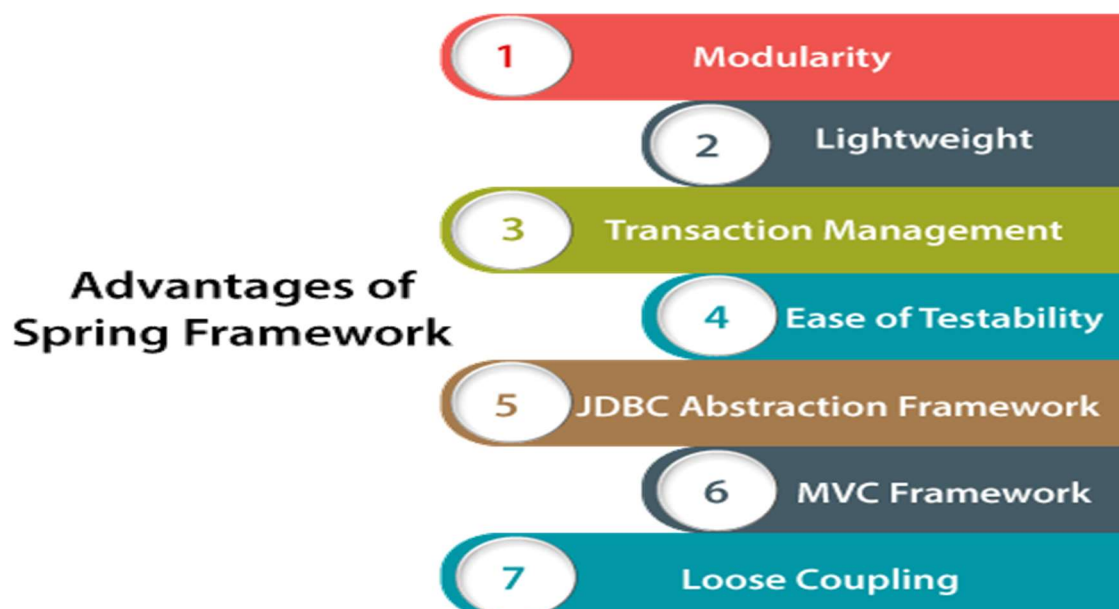 Advantages of
Spring Framework
1 Modularity
2 Lightweight
3 Transaction Management
4 Ease of Testability
5 JDBC Abstraction Framework
6 MVC Framework
7 Loose Coupling